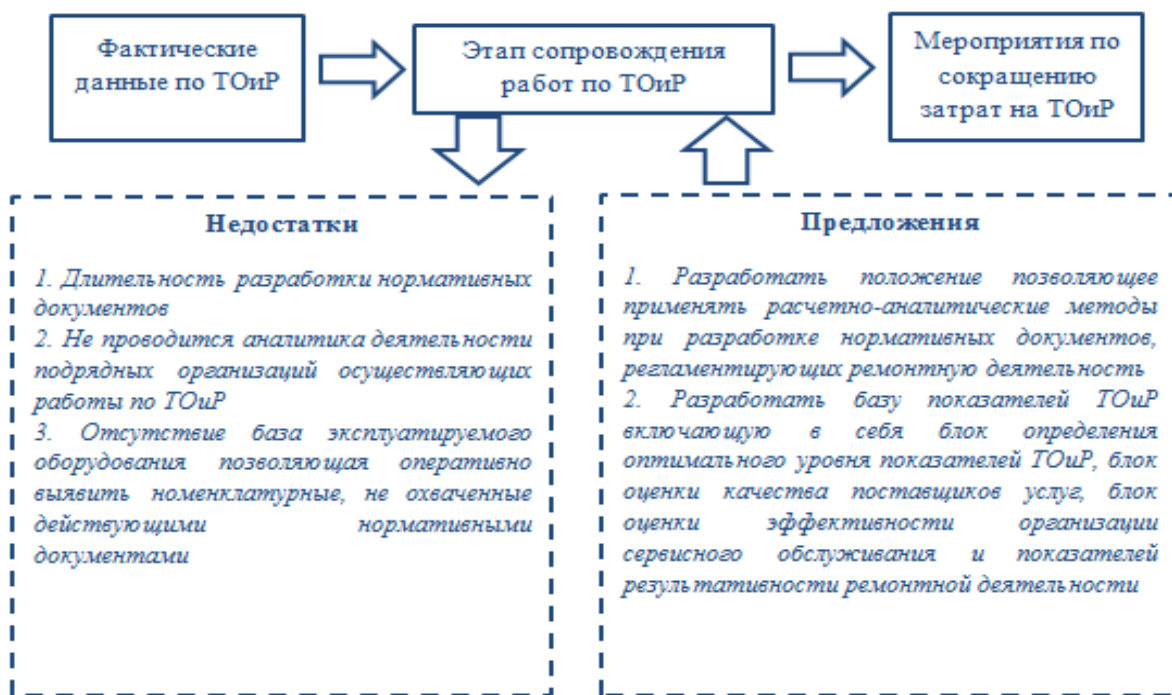 Фактические
данные по ТОиР
Этап сопровождения
работ по ТОиР
Мероприятия по
сокращению
затрат на ТОиР
Недостатки
1. Длительность разработки нормативных
документов
2. Не проводится аналитика деятельности
подрядных организаций осуществляющих
работы по ТОиР
3. Отсутствие база эксплуатируемого
оборудования позволяющая оперативно
выявить номенклатурные, не охваченные
действующими нормативными
документами
Предложения
1. Разработать положение позволяющее
применять расчетно-аналитические методы
при разработке нормативных документов,
регламентирующих ремонтную деятельность
2. Разработать базу показателей ТОиР
включающую в себя блок определения
оптимального уровня показателей ТОиР, блок
оценки качества поставщиков услуг, блок
оценки эффективности организации
сервисного обслуживания и показателей
результативности ремонтной деятельности